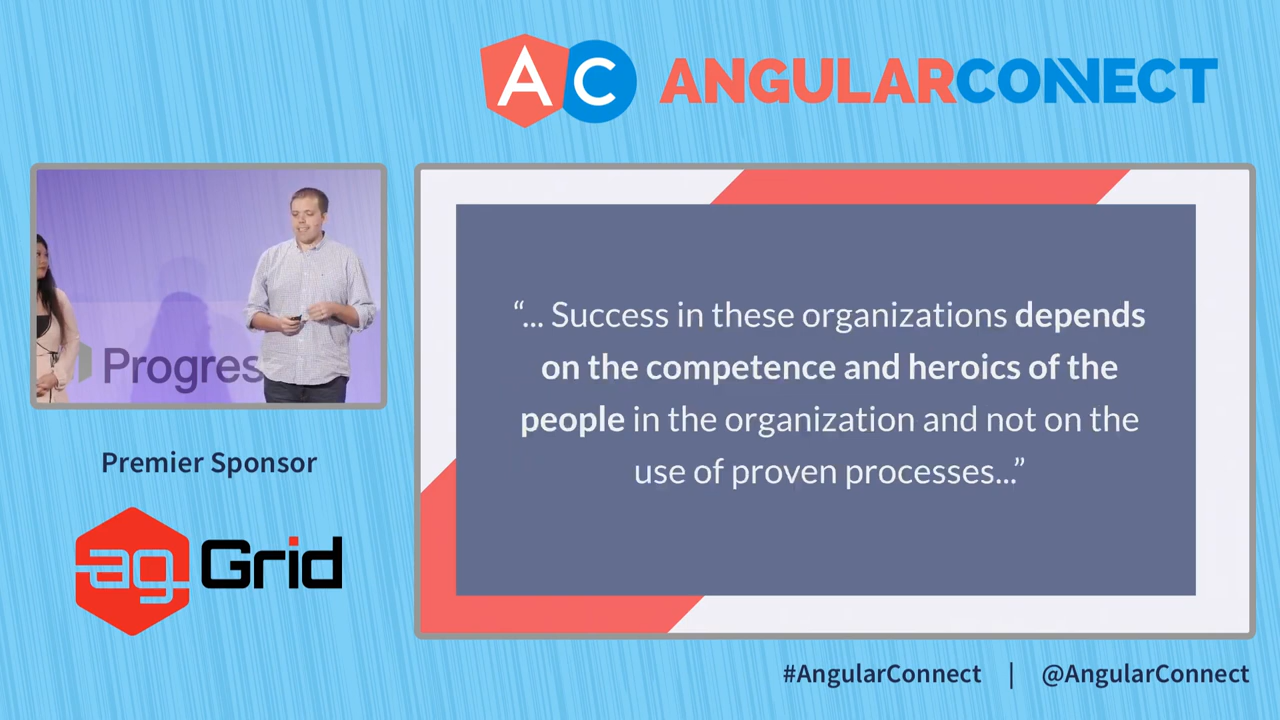 AC ANGULARCONNECT
Progres
Premier Sponsor
ag Grid
“... Success in these organizations depends
on the competence and heroics of the
people in the organization and not on the
use of proven processes...”
#AngularConnect | @AngularConnect